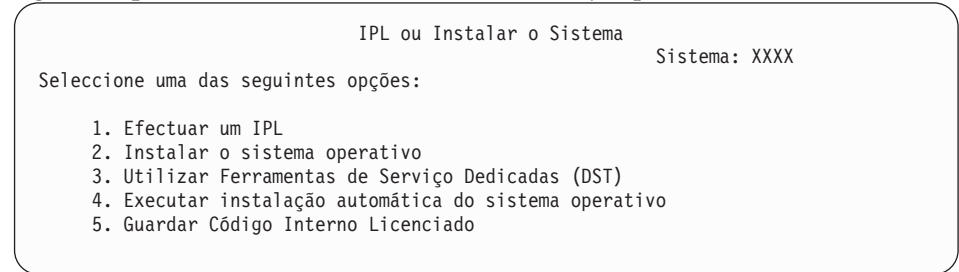 IPL ou Instalar o Sistema
Sistema: XXXX
Seleccione uma das seguintes opções:
1. Efectuar um IPL
2. Instalar o sistema operativo
3. Utilizar Ferramentas de Serviço Dedicadas (DST)
4. Executar instalação automática do sistema operativo
5. Guardar Código Interno Licenciado